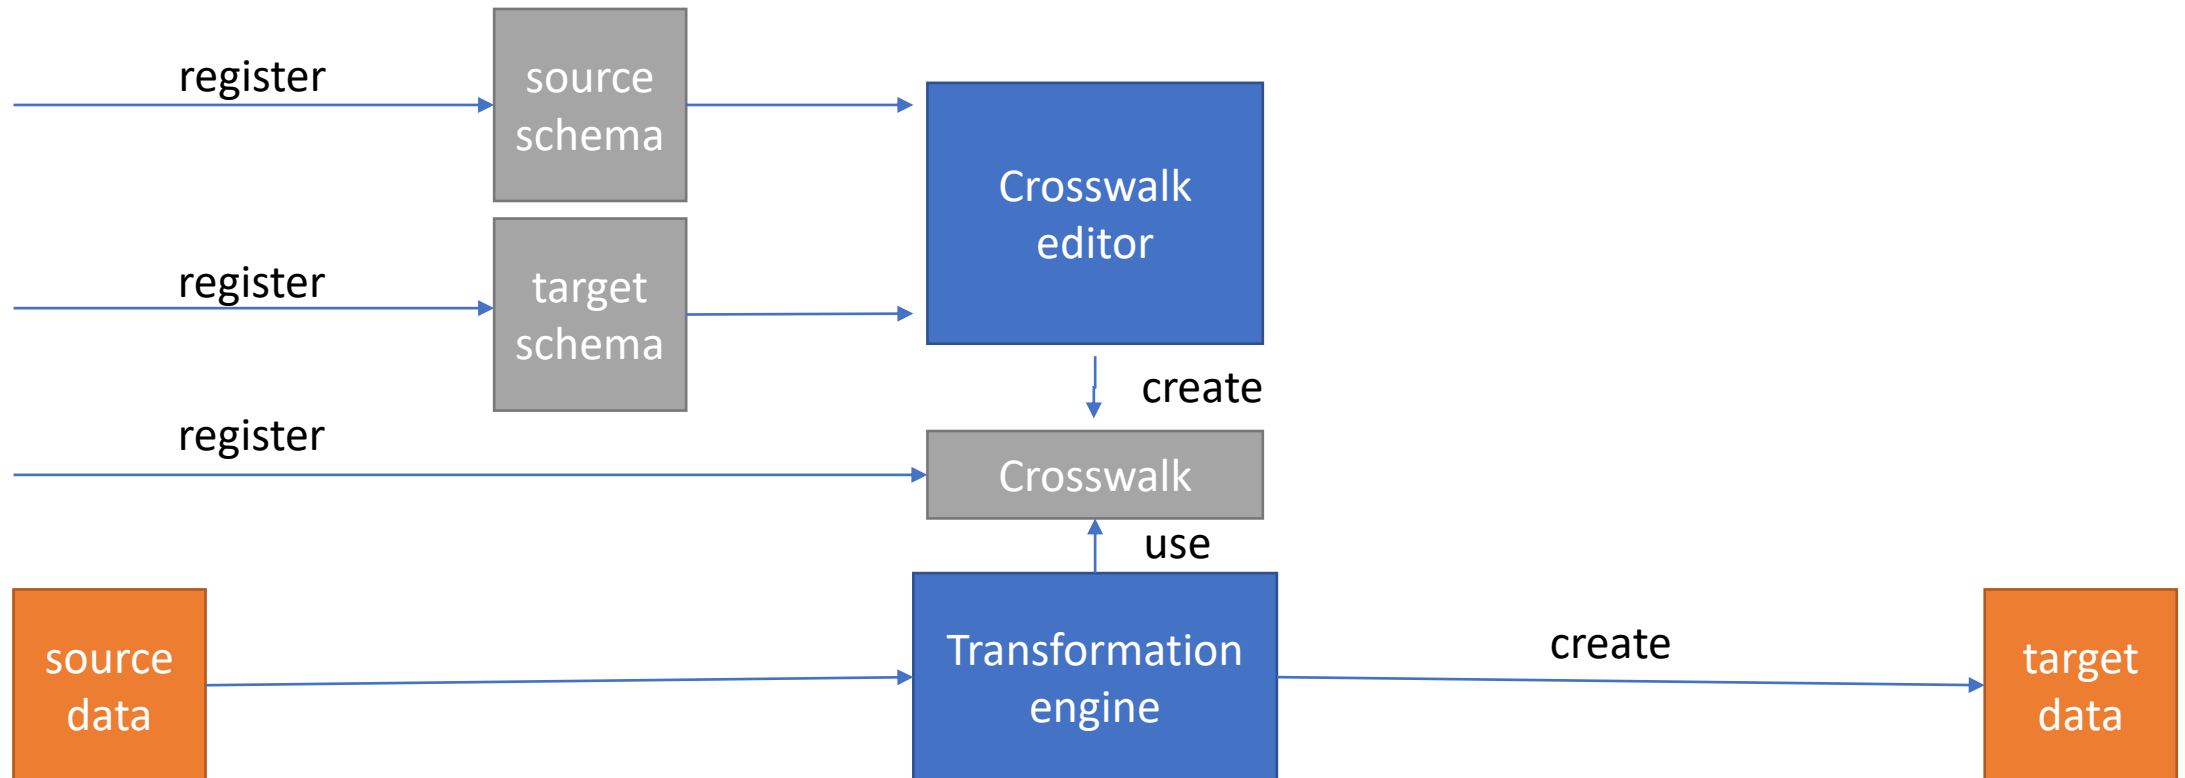 register
source
schema
Crosswalk
editor
register
target
schema
create
register
Crosswalk
use
source
data
Transformation
engine
create
target
data